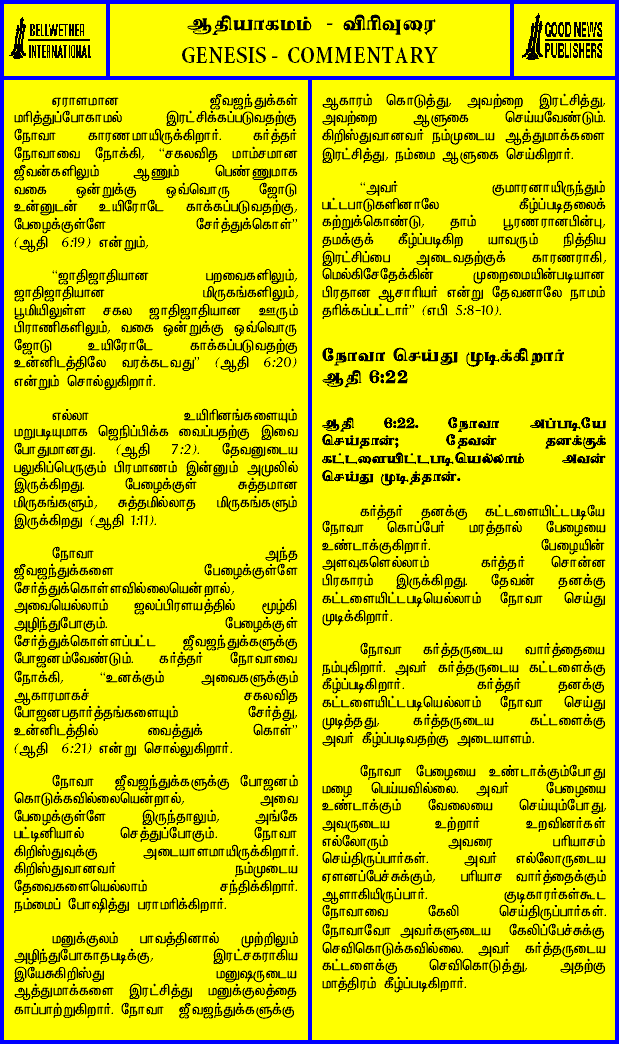 BELLWETHER
INTERNATIONAL
ஆதியாகமம் - விரிவுரை
GENESIS - COMMENTARY
GOOD NEWS
PUBLISHERS
ஏராளமான ஜீவஜந்துக்கள்
மரித்துப்போகாமல் இரட்சிக்கப்படுவதற்கு
நோவா காரணமாயிருக்கிறார். கர்த்தர்
நோவாவை நோக்கி, “சகலவித மாம்சமான
ஜீவன்களிலும் ஆணும் பெண்ணுமாக
வகை ஒன்றுக்கு ஒவ்வொரு ஜோடு
உன்னுடன் உயிரோடே காக்கப்படுவதற்கு,
பேழைக்குள்ளே சேர்த்துக்கொள்”
(ஆதி 6:19) என்றும்,
“ஜாதிஜாதியான பறவைகளிலும்,
ஜாதிஜாதியான மிருகங்களிலும்,
பூமியிலுள்ள சகல ஜாதிஜாதியான ஊரும்
பிராணிகளிலும், வகை ஒன்றுக்கு ஒவ்வொரு
ஜோடு உயிரோடே காக்கப்படுவதற்கு
உன்னிடத்திலே வரக்கடவது” (ஆதி 6:20)
என்றும் சொல்லுகிறார்.
எல்லா உயிரினங்களையும்
மறுபடியுமாக ஜெநிப்பிக்க வைப்பதற்கு இவை
போதுமானது. (ஆதி 7:2). தேவனுடைய
பலுகிப்பெருகும் பிரமாணம் இன்னும் அமுலில்
இருக்கிறது. பேழைக்குள் சுத்தமான
மிருகங்களும், சுத்தமில்லாத மிருகங்களும்
இருக்கிறது (ஆதி 1:11).
நோவா அந்த
ஜீவஜந்துக்களை பேழைக்குள்ளே
சேர்த்துக்கொள்ளவில்லையென்றால்,
அவையெல்லாம் ஜலப்பிரளயத்தில் மூழ்கி
அழிந்துபோகும். பேழைக்குள்
சேர்த்துக்கொள்ளப்பட்ட ஜீவஜந்துக்களுக்கு
போஜனம்வேண்டும். கர்த்தர் நோவாவை
நோக்கி, “உனக்கும் அவைகளுக்கும்
ஆகாரமாகச் சகலவித
போஜனபதார்த்தங்களையும் சேர்த்து,
உன்னிடத்தில் வைத்துக் கொள்”
(ஆதி 6:21) என்று சொல்லுகிறார்.
நோவா ஜீவஜந்துக்களுக்கு போஜனம்
கொடுக்கவில்லையென்றால், அவை
பேழைக்குள்ளே இருந்தாலும், அங்கே
பட்டினியால் செத்துப்போகும். நோவா
கிறிஸ்துவுக்கு அடையாளமாயிருக்கிறார்.
கிறிஸ்துவானவர் நம்முடைய
தேவைகளையெல்லாம் சந்திக்கிறார்.
நம்மைப் போஷித்து பராமரிக்கிறார்.
மனுக்குலம் பாவத்தினால் முற்றிலும்
அழிந்துபோகாதபடிக்கு, இரட்சகராகிய
இயேசுகிறிஸ்து மனுஷருடைய
ஆத்துமாக்களை இரட்சித்து மனுக்குலத்தை
காப்பாற்றுகிறார். நோவா ஜீவஜந்துக்களுக்கு
ஆகாரம் கொடுத்து, அவற்றை இரட்சித்து,
அவற்றை ஆளுகை செய்யவேண்டும்.
கிறிஸ்துவானவர் நம்முடைய ஆத்துமாக்களை
இரட்சித்து, நம்மை ஆளுகை செய்கிறார்.
“அவர் குமாரனாயிருந்தும்
பட்டபாடுகளினாலே கீழ்ப்படிதலைக்
கற்றுக்கொண்டு, தாம் பூரணரானபின்பு,
தமக்குக் கீழ்ப்படிகிற யாவரும் நித்திய
இரட்சிப்பை அடைவதற்குக் காரணராகி,
மெல்கிசேதேக்கின் முறைமையின்படியான
பிரதான ஆசாரியர் என்று தேவனாலே நாமம்
தரிக்கப்பட்டார்” (எபி 5:8-10).
நோவா செய்து முடிக்கிறார்
ஆதி 6:22
ஆதி 6:22. நோவா அப்படியே
செய்தான்; தேவன் தனக்குக்
கட்டளையிட்டபடியெல்லாம் அவன்
செய்து முடித்தான்.
கர்த்தர் தனக்கு கட்டளையிட்டபடியே
நோவா கொப்பேர் மரத்தால் பேழையை
உண்டாக்குகிறார். பேழையின்
அளவுகளெல்லாம் கர்த்தர் சொன்ன
பிரகாரம் இருக்கிறது. தேவன் தனக்கு
கட்டளையிட்டபடியெல்லாம் நோவா செய்து
முடிக்கிறார்.
நோவா கர்த்தருடைய வார்த்தையை
நம்புகிறார். அவர் கர்த்தருடைய கட்டளைக்கு
கீழ்ப்படிகிறார். கர்த்தர் தனக்கு
கட்டளையிட்டபடியெல்லாம் நோவா செய்து
முடித்தது, கர்த்தருடைய கட்டளைக்கு
அவர் கீழ்ப்படிவதற்கு அடையாளம்.
நோவா பேழையை உண்டாக்கும்போது
மழை பெய்யவில்லை. அவர் பேழையை
உண்டாக்கும் வேலையை செய்யும்போது,
அவருடைய உற்றார் உறவினர்கள்
எல்லோரும் அவரை பரியாசம்
செய்திருப்பார்கள். அவர் எல்லோருடைய
ஏளனப்பேச்சுக்கும், பரியாச வார்த்தைக்கும்
ஆளாகியிருப்பார். குடிகாரர்கள்கூட
நோவாவை கேலி செய்திருப்பார்கள்.
நோவாவோ அவர்களுடைய கேலிப்பேச்சுக்கு
செவிகொடுக்கவில்லை. அவர் கர்த்தருடைய
கட்டளைக்கு செவிகொடுத்து, அதற்கு
மாத்திரம் கீழ்ப்படிகிறார்.